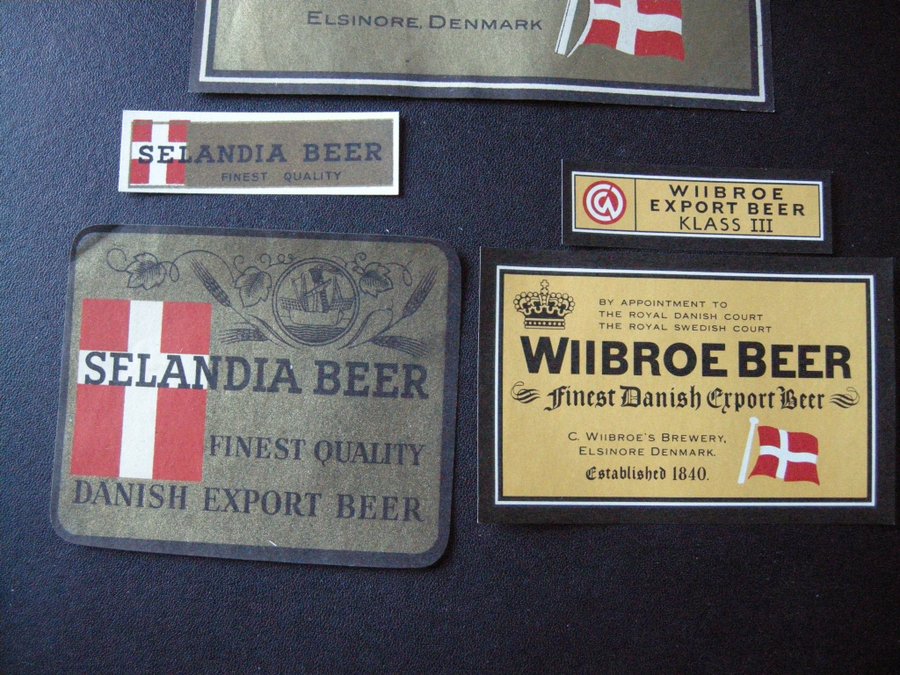 ELSINORE, DENMARK
SELANDIA BEER
FINEST QUALITY
WIIBROE
EXPORT BEER
KLASS III
SELANDIA BEER
FINEST QUALITY
DANISH EXPORT BEER
BY APPOINTMENT TO
THE ROYAL DANISH COURT
THE ROYAL SWEDISH COURT
WIIBROE BEER
Finest Danish Export Beer
C. WIIBROE'S BREWERY,
ELSINORE DENMARK.
Established 1840.